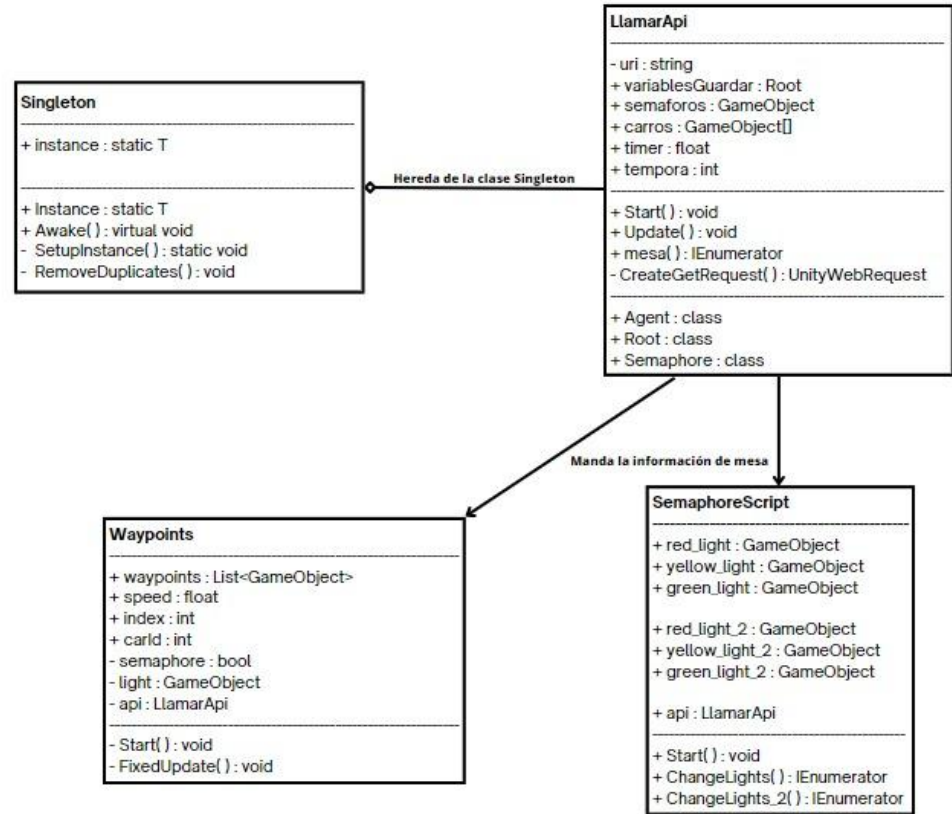 LlamarApi
- uri : string
+ variablesGuardar : Root
+ semaforos : GameObject
+ carros : GameObject[]
+ timer : float
+ tempora : int
+ Start( ) : void
+ Update( ) : void
+ mesa( ) : IEnumerator
- CreateGetRequest( ) : UnityWebRequest
+ Agent : class
+ Root : class
+ Semaphore : class
Singleton
+ instance : static T
+ Instance : static T
+ Awake( ) : virtual void
- SetupInstance( ) : static void
- RemoveDuplicates( ) : void
Hereda de la clase Singleton
Manda la información de mesa
Waypoints
+ waypoints : List<GameObject>
+ speed : float
+ index : int
+ carId : int
- semaphore : bool
- light : GameObject
- api : LlamarApi
- Start( ) : void
- FixedUpdate( ) : void
SemaphoreScript
+ red_light : GameObject
+ yellow_light : GameObject
+ green_light : GameObject
+ red_light_2 : GameObject
+ yellow_light_2 : GameObject
+ green_light_2 : GameObject
+ api : LlamarApi
+ Start( ) : void
+ ChangeLights( ) : IEnumerator
+ ChangeLights_2( ) : IEnumerator